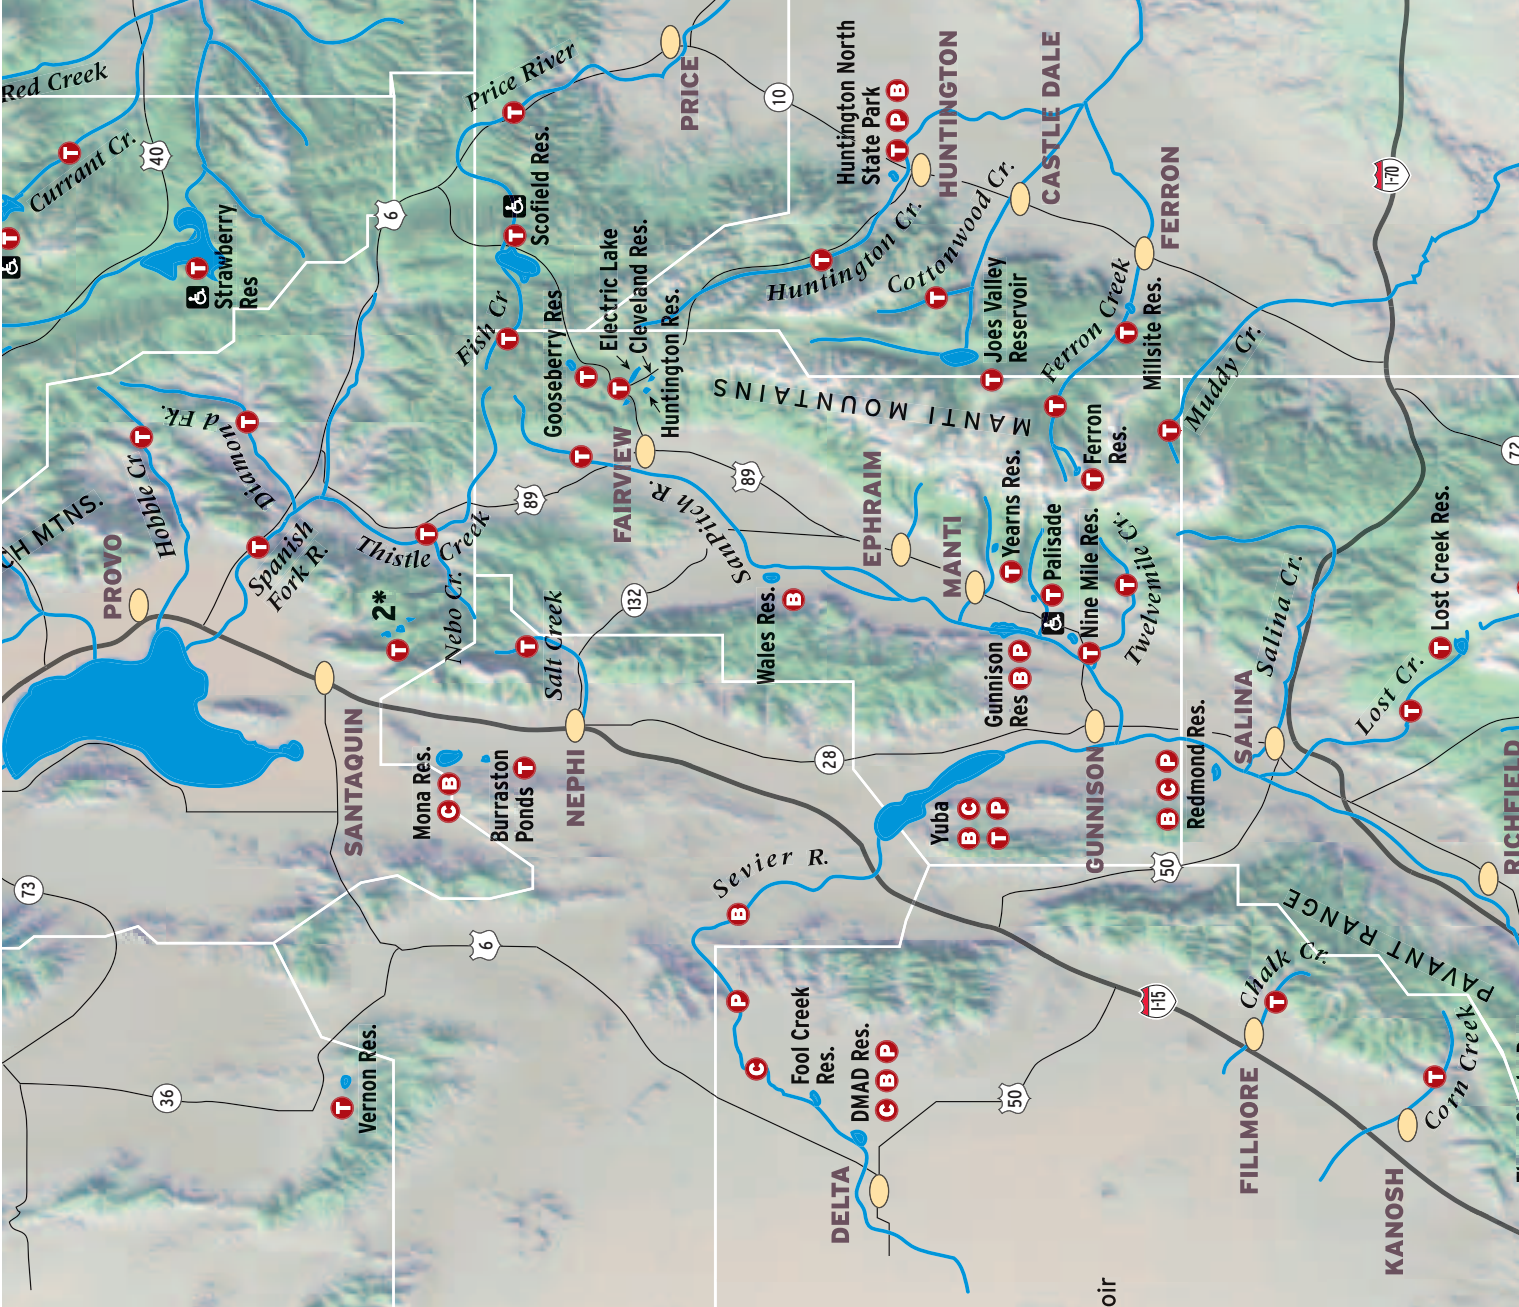 Red Creek
T
Currant Cr.
40
T
Strawberry
Res
6
Price River
T
PRICE
10
Scofield Res.
T
Fish Cr
T
Huntington North
State Park
T P B
HUNTINGTON
CASTLE DALE
FERRON
I-70
Huntington Cr.
T
Cottonwood Cr.
T
Electric Lake
Cleveland Res.
Huntington Res.
Gooseberry Res
T
T
Joes Valley
Reservoir
T
Ferron Creek
T
Millsite Res.
T
Muddy Cr.
T
Ferron
Res.
T
72
MANTI MOUNTAINS
CH MTNS.
Hobble Cr
T
Diamond Fk.
T
PROVO
Spanish
Fork R.
T
Thistle Creek
T
2*
T
Nebo Cr.
89
FAIRVIEW
T
SanPitch R.
89
EPHRAIM
MANTI
Yearns Res.
T
Palisade
T
Nine Mile Res.
T
Twelvemile Cr.
T
Salt Creek
T
132
Wales Res.
B
Gunnison
Res
B P
Salina Cr.
Lost Creek Res.
T
Lost Cr.
T
SALINA
SANTAQUIN
Mona Res.
C B
Burraston
Ponds
T
NEPHI
28
Yuba
B C
T P
GUNNISON
Redmond Res.
B C P
50
RICHFIELD
73
6
Sevier R.
B
P
C
Fool Creek
Res.
DMAD Res.
C B P
DELTA
50
I-15
PAVANT RANGE
Chalk Cr.
T
FILLMORE
Corn Creek
T
KANOSH
36
Vernon Res.
T
oir